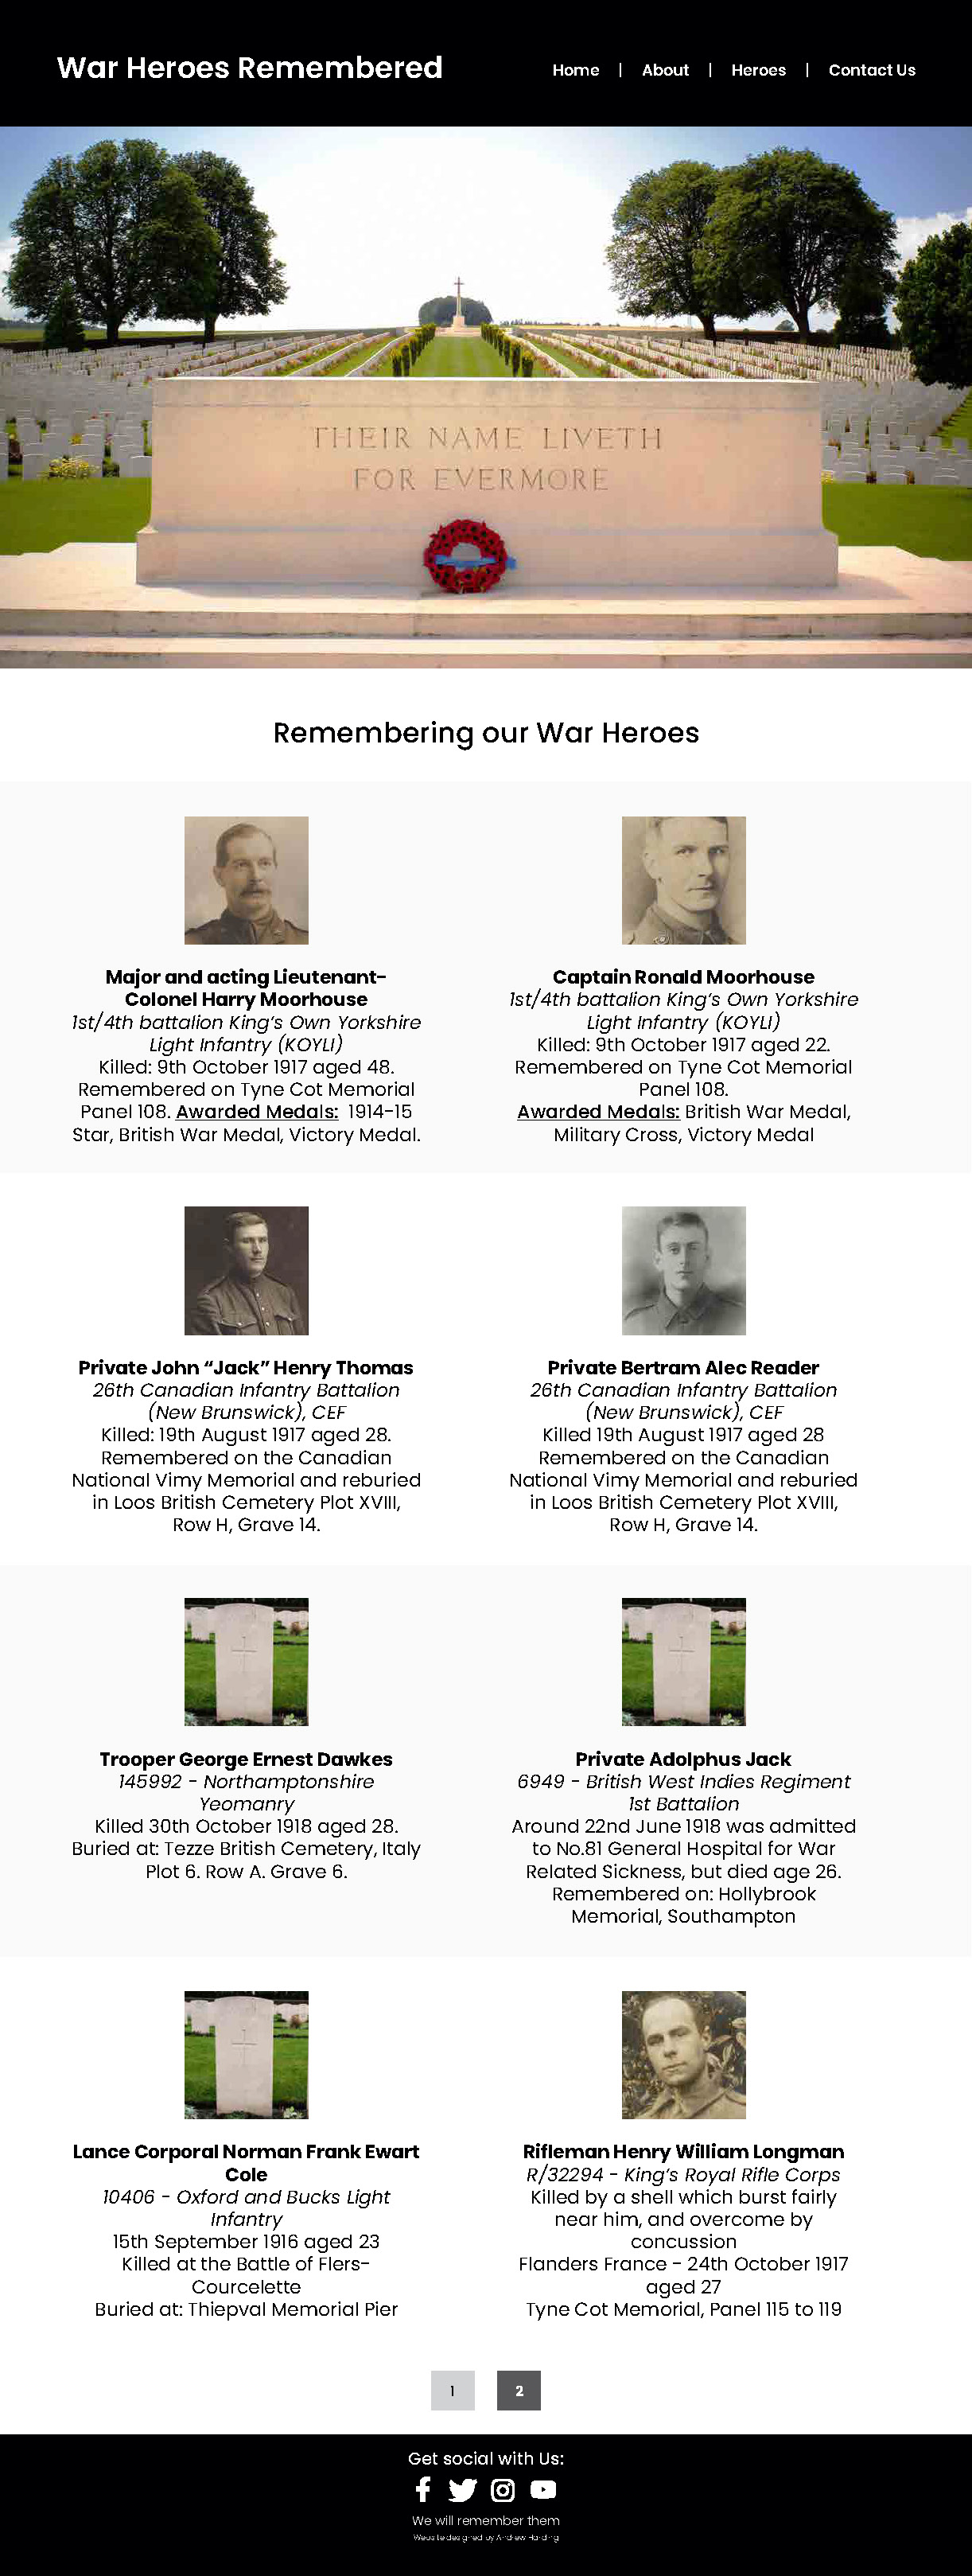 War Heroes Remembered
Home | About | Heroes | Contact Us
THEIR NAME LIVETH
FOR EVERMORE
Remembering our War Heroes
Major and acting Lieutenant-
Colonel Harry Moorhouse
1st/4th battalion King's Own Yorkshire
Light Infantry (KOYLI)
Killed: 9th October 1917 aged 48.
Remembered on Tyne Cot Memorial
Panel 108. Awarded Medals: 1914-15
Star, British War Medal, Victory Medal.
Captain Ronald Moorhouse
1st/4th battalion King's Own Yorkshire
Light Infantry (KOYLI)
Killed: 9th October 1917 aged 22.
Remembered on Tyne Cot Memorial
Panel 108.
Awarded Medals: British War Medal,
Military Cross, Victory Medal
Private John “Jack” Henry Thomas
26th Canadian Infantry Battalion
(New Brunswick), CEF
Killed: 19th August 1917 aged 28.
Remembered on the Canadian
National Vimy Memorial and reburied
in Loos British Cemetery Plot XVIII,
Row H, Grave 14.
Private Bertram Alec Reader
26th Canadian Infantry Battalion
(New Brunswick), CEF
Killed 19th August 1917 aged 28
Remembered on the Canadian
National Vimy Memorial and reburied
in Loos British Cemetery Plot XVIII,
Row H, Grave 14.
Trooper George Ernest Dawkes
145992 - Northamptonshire
Yeomanry
Killed 30th October 1918 aged 28.
Buried at: Tezze British Cemetery, Italy
Plot 6. Row A. Grave 6.
Private Adolphus Jack
6949 - British West Indies Regiment
1st Battalion
Around 22nd June 1918 was admitted
to No.81 General Hospital for War
Related Sickness, but died age 26.
Remembered on: Hollybrook
Memorial, Southampton
Lance Corporal Norman Frank Ewart
Cole
10406 - Oxford and Bucks Light
Infantry
15th September 1916 aged 23
Killed at the Battle of Flers-
Courcelette
Buried at: Thiepval Memorial Pier
Rifleman Henry William Longman
R/32294 - King's Royal Rifle Corps
Killed by a shell which burst fairly
near him, and overcome by
concussion
Flanders France - 24th October 1917
aged 27
Tyne Cot Memorial, Panel 115 to 119
1 2
Get social with Us:
We will remember them
Website designed by Andrew Harding